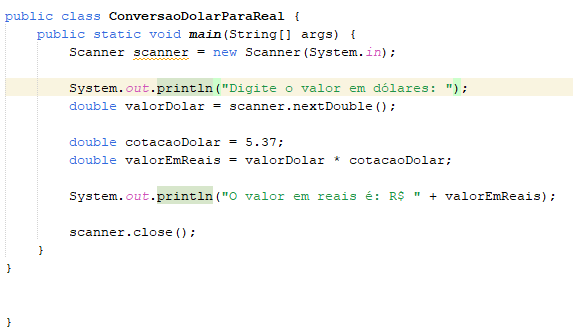 public class ConversaoDolarParaReal {
    public static void main(String[] args) {
        Scanner scanner = new Scanner(System.in);
        System.out.println("Digite o valor em dólares: ");
        double valorDolar = scanner.nextDouble();
        double cotacaoDolar = 5.37;
        double valorEmReais = valorDolar * cotacaoDolar;
        System.out.println("O valor em reais é: R$ " + valorEmReais);
        scanner.close();
    }
}
}